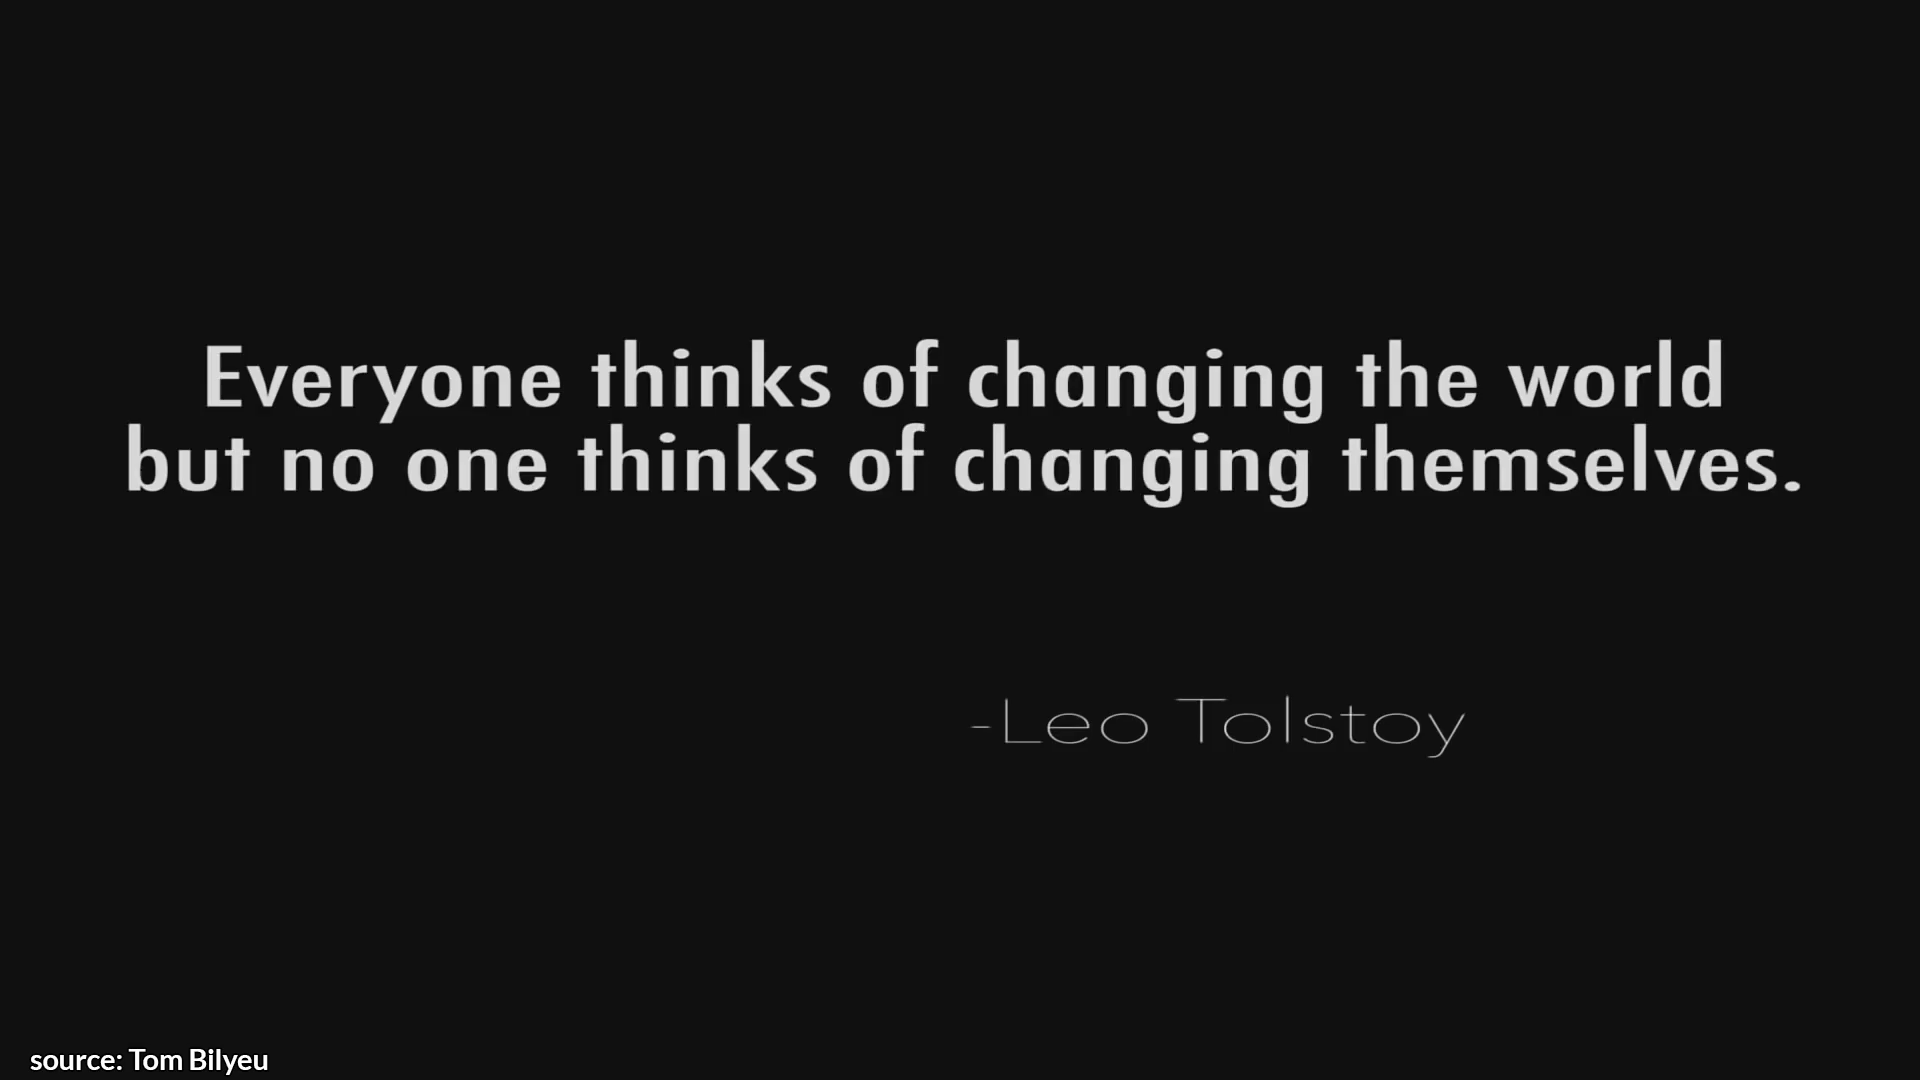 Everyone thinks of changing the world
but no one thinks of changing themselves.
-Leo Tolstoy
source: Tom Bilyeu